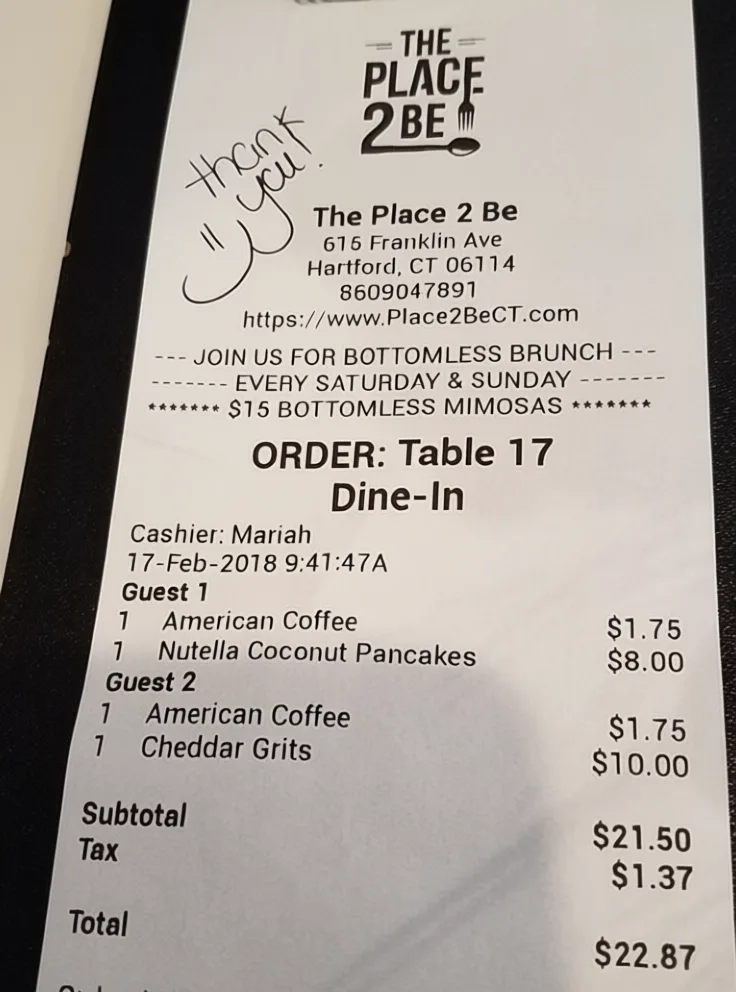 THE
PLACE
2 BE
thank
you!
The Place 2 Be
615 Franklin Ave
Hartford, CT 06114
8609047891
https://www.Place2BeCT.com
--- JOIN US FOR BOTTOMLESS BRUNCH ---
------- EVERY SATURDAY & SUNDAY -------
******* $15 BOTTOMLESS MIMOSAS *******
ORDER: Table 17
Dine-In
Cashier: Mariah
17-Feb-2018 9:41:47A
Guest 1
1 American Coffee $1.75
1 Nutella Coconut Pancakes $8.00
Guest 2
1 American Coffee $1.75
1 Cheddar Grits $10.00
Subtotal $21.50
Tax $1.37
Total $22.87